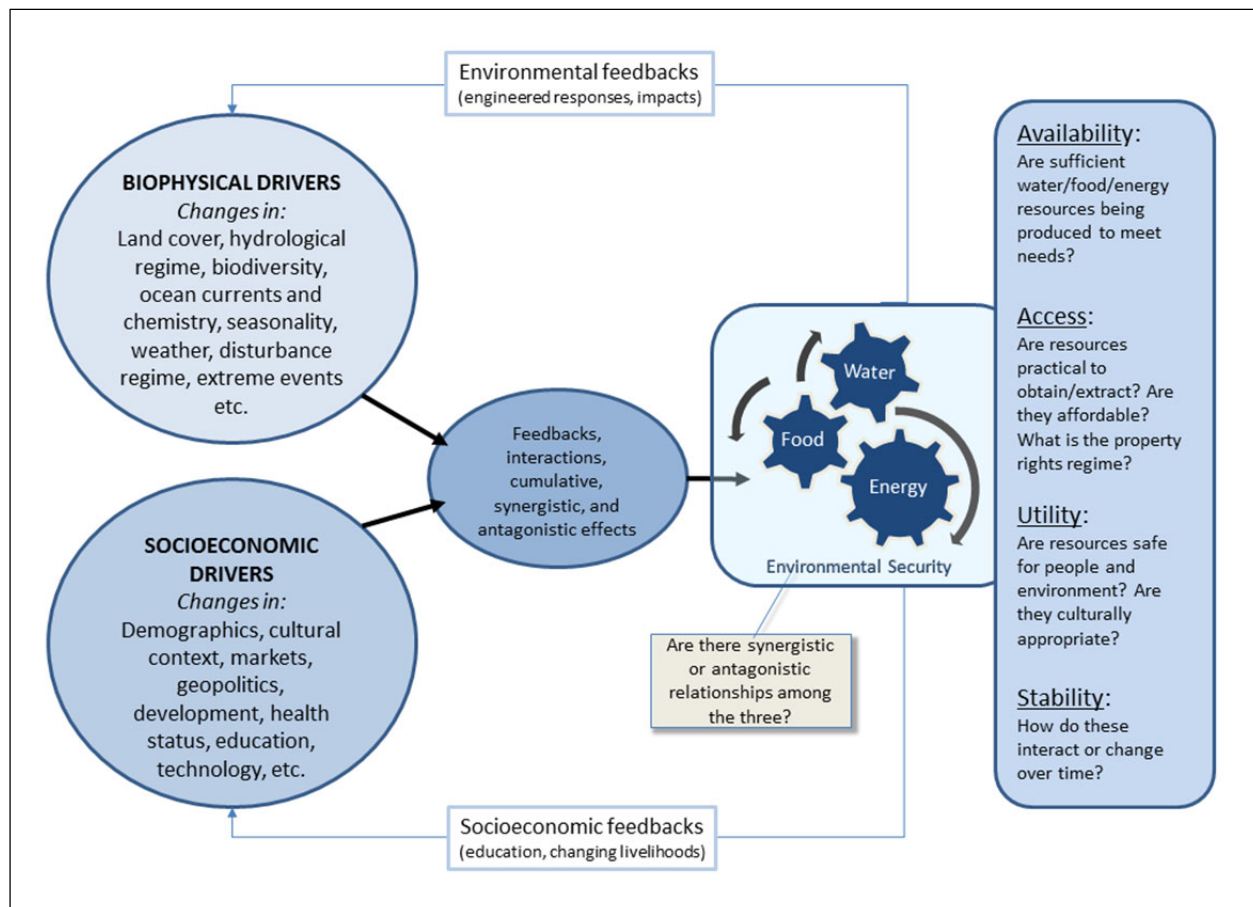 Environmental feedbacks
(engineered responses, impacts)
BIOPHYSICAL DRIVERS
Changes in:
Land cover, hydrological
regime, biodiversity,
ocean currents and
chemistry, seasonality,
weather, disturbance
regime, extreme events
etc.
SOCIOECONOMIC
DRIVERS
Changes in:
Demographics, cultural
context, markets,
geopolitics,
development, health
status, education,
technology, etc.
Feedbacks,
interactions,
cumulative,
synergistic, and
antagonistic effects
Water
Food
Energy
Environmental Security
Are there synergistic
or antagonistic
relationships among
the three?
Socioeconomic feedbacks
(education, changing livelihoods)
Availability:
Are sufficient
water/food/energy
resources being
produced to meet
needs?
Access:
Are resources
practical to
obtain/extract? Are
they affordable?
What is the property
rights regime?
Utility:
Are resources safe
for people and
environment? Are
they culturally
appropriate?
Stability:
How do these
interact or change
over time?